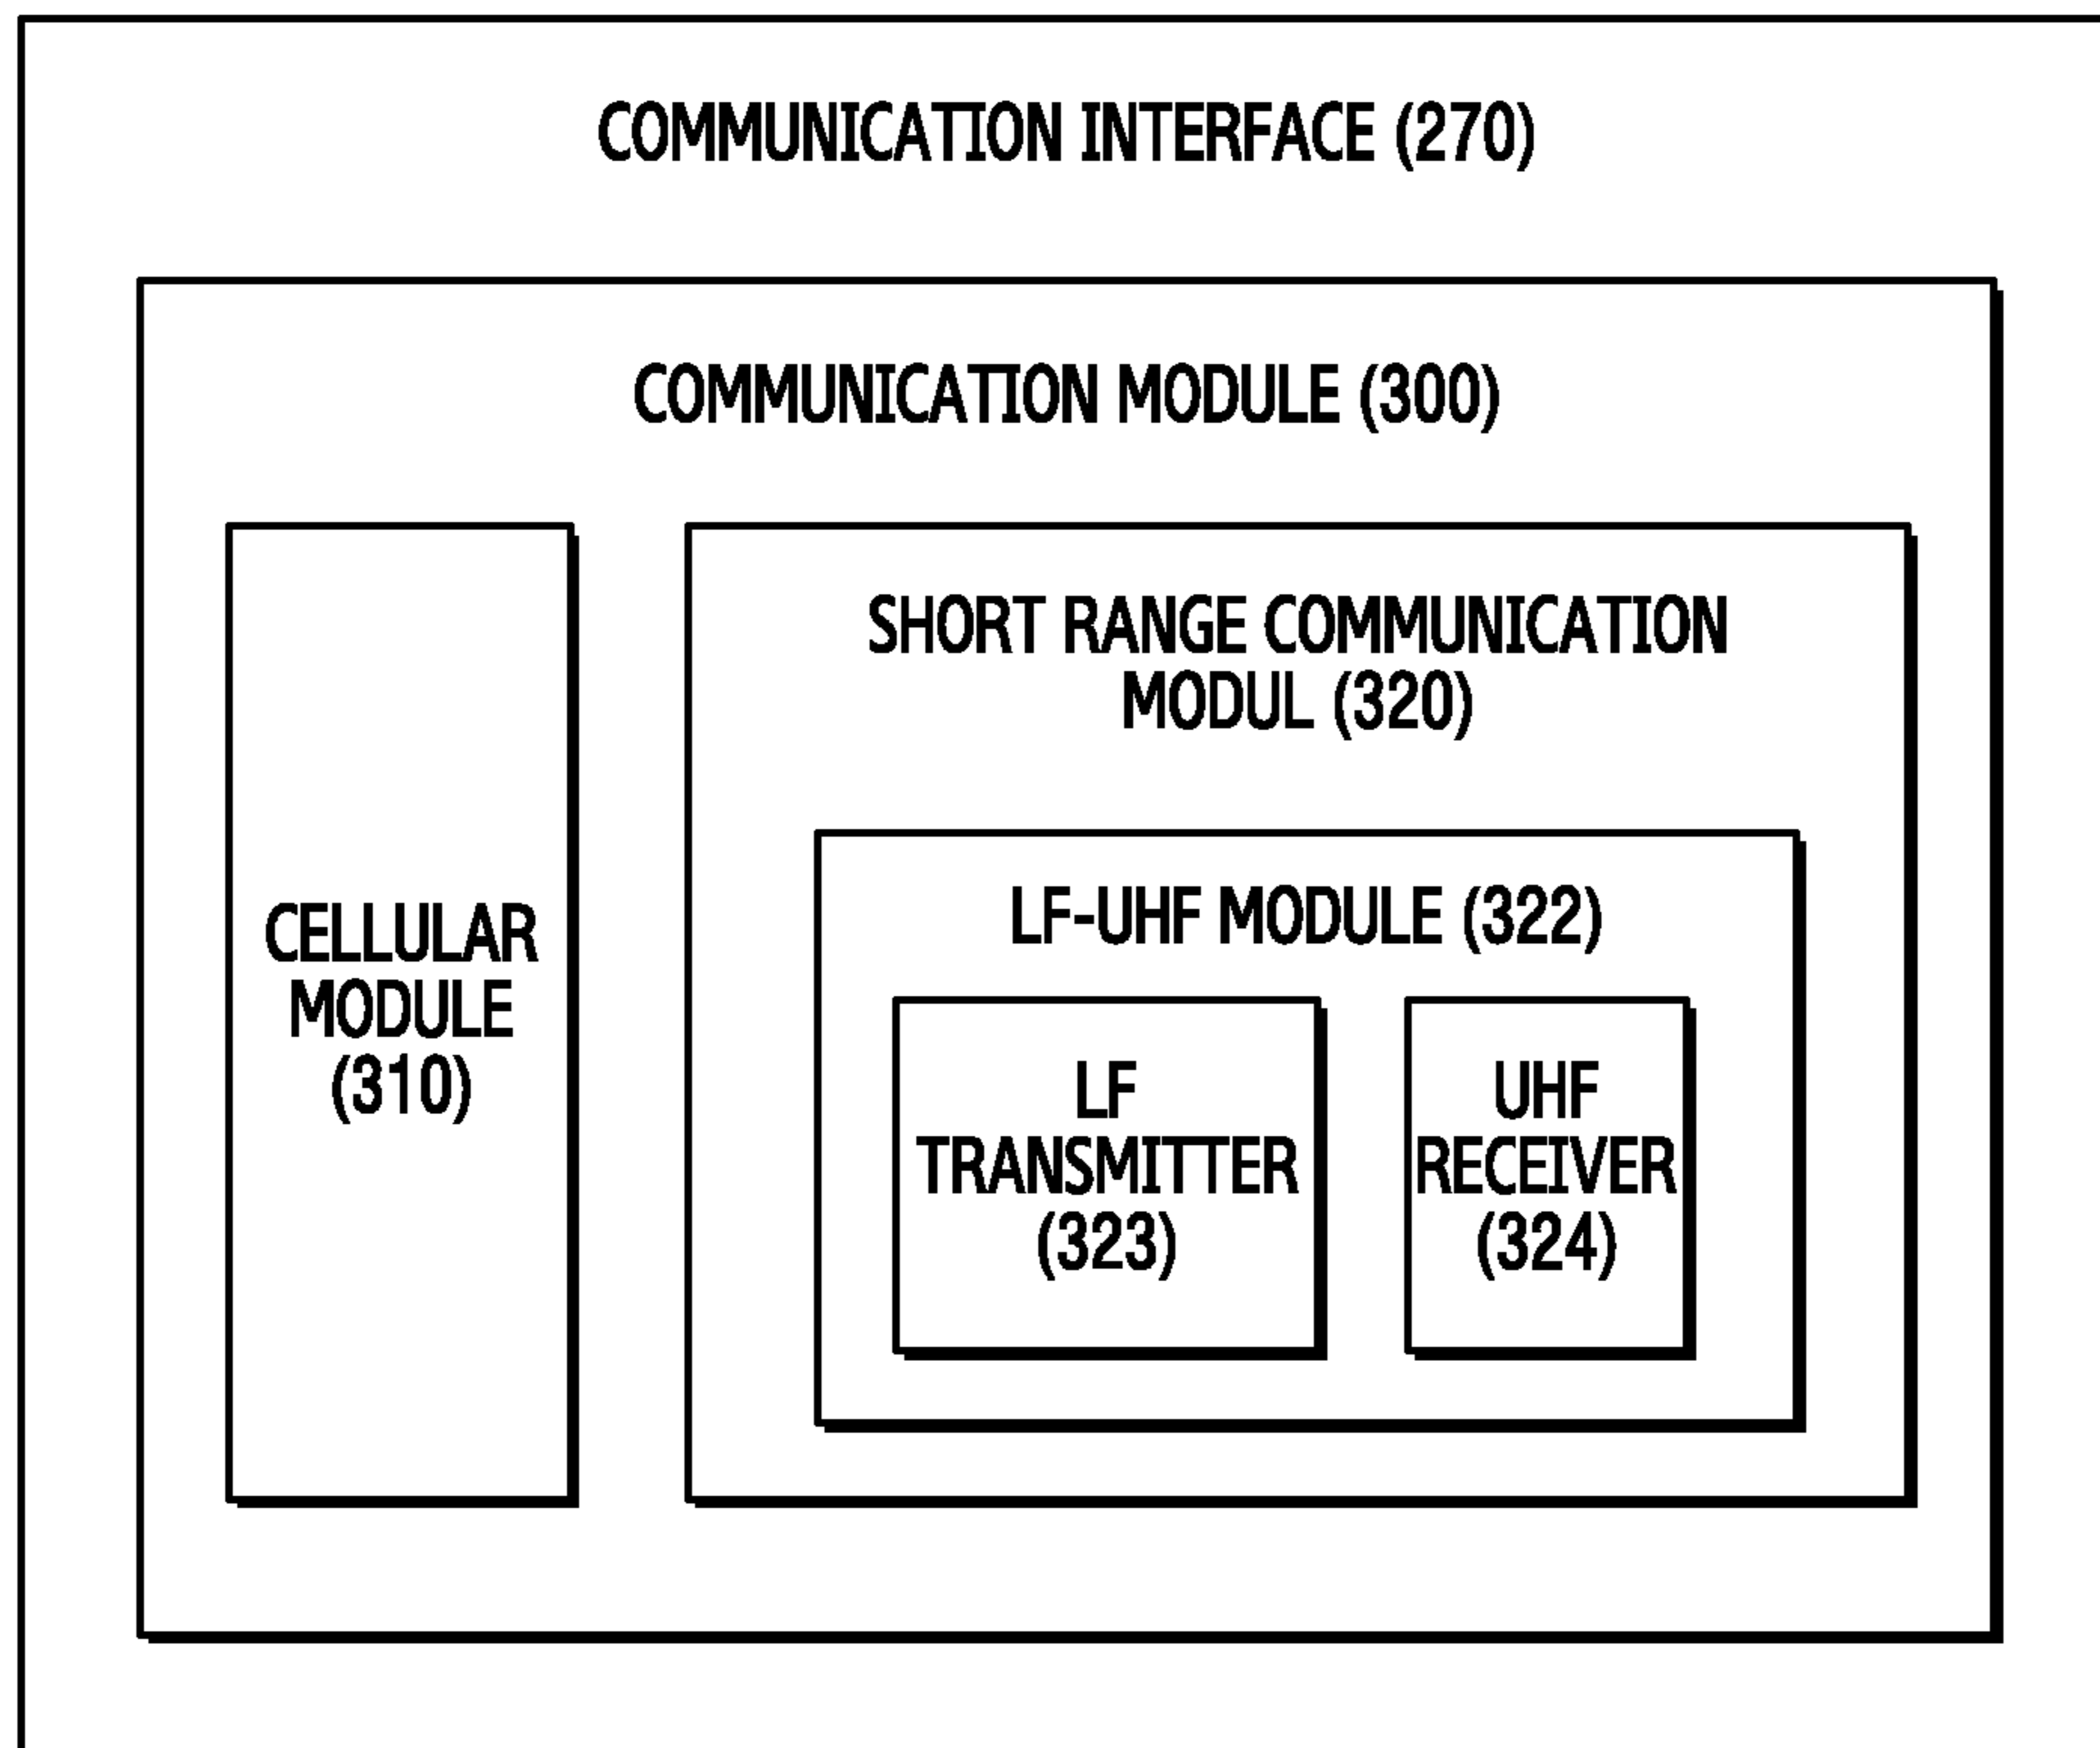 COMMUNICATION INTERFACE (270)
COMMUNICATION MODULE (300)
CELLULAR
MODULE
(310)
SHORT RANGE COMMUNICATION
MODUL (320)
LF-UHF MODULE (322)
LF
TRANSMITTER
(323)
UHF
RECEIVER
(324)